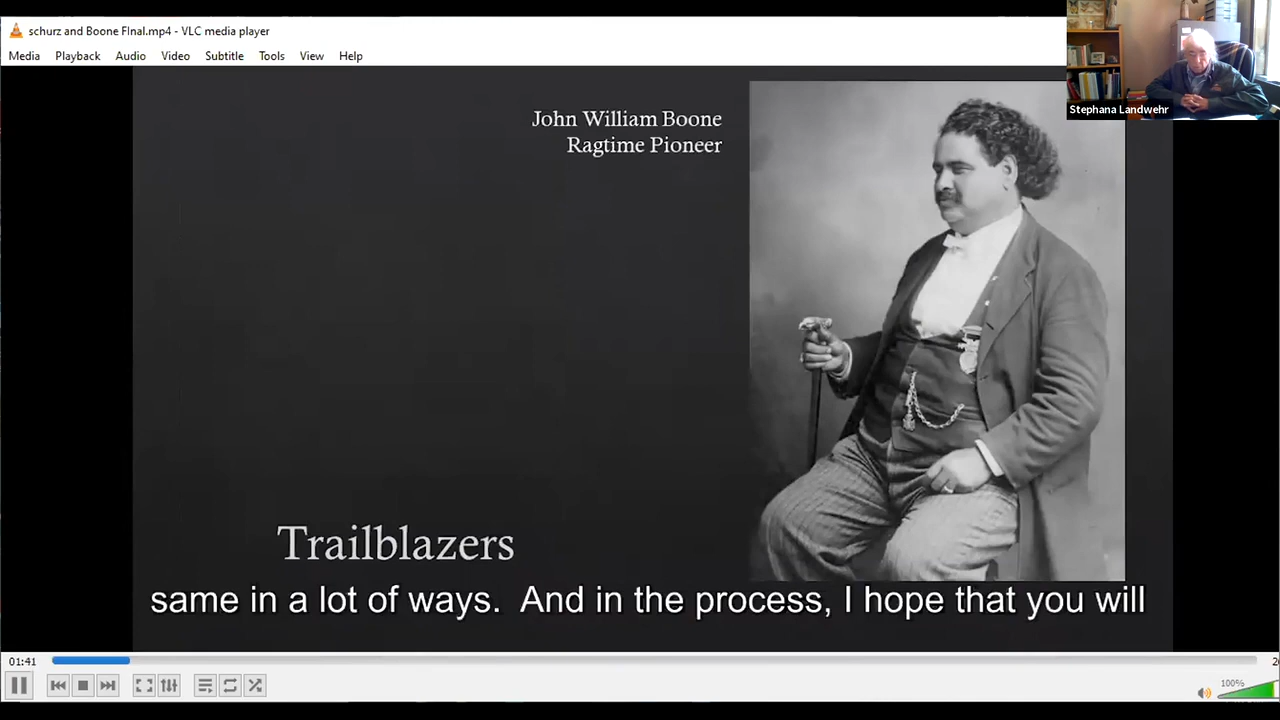 schurz and Boone FInal.mp4 - VLC media player
Media Playback Audio Video Subtitle Tools View Help
Stephana Landwehr
John William Boone
Ragtime Pioneer
Trailblazers
same in a lot of ways. And in the process, I hope that you will
01:41
100%